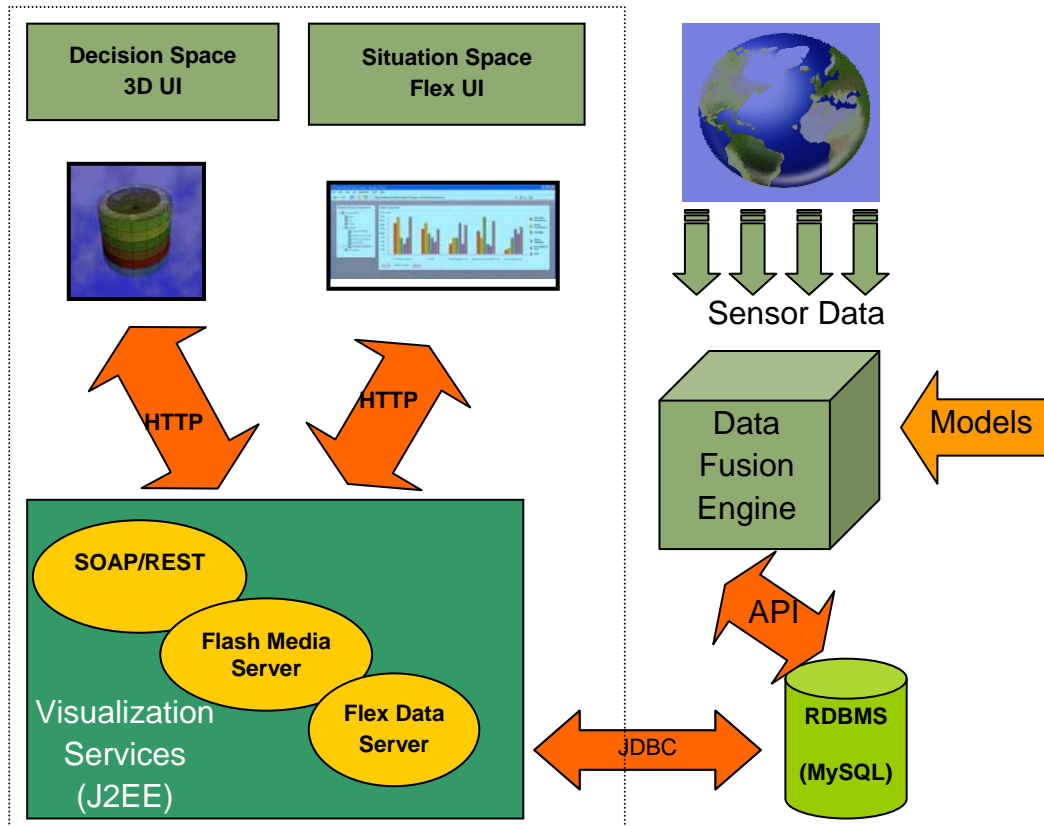 Decision Space
3D UI
Situation Space
Flex UI
Sensor Data
HTTP
HTTP
Data
Fusion
Engine
Models
SOAP/REST
Flash Media
Server
Flex Data
Server
Visualization
Services
(J2EE)
API
JDBC
RDBMS
(MySQL)